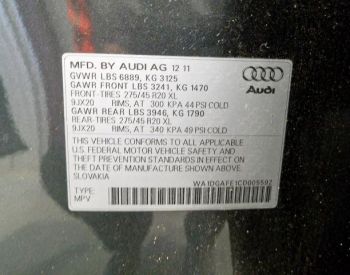 MFD. BY AUDI AG 12 11
GVWR LBS 6889, KG 3125
GAWR FRONT LBS 3241, KG 1470
FRONT-TIRES 275/45 R20 XL
9JX20 RIMS, AT 300 KPA 44 PSI COLD
GAWR REAR LBS 3946, KG 1790
REAR-TIRES 275/45 R20 XL
9JX20 RIMS, AT 340 KPA 49 PSI COLD
Audi
THIS VEHICLE CONFORMS TO ALL APPLICABLE
U.S. FEDERAL MOTOR VEHICLE SAFETY AND
THEFT PREVENTION STANDARDS IN EFFECT ON
THE DATE OF MANUFACTURE SHOWN ABOVE.
SLOVAKIA
TYPE:
MPV
WA1DGAFE1CD005592